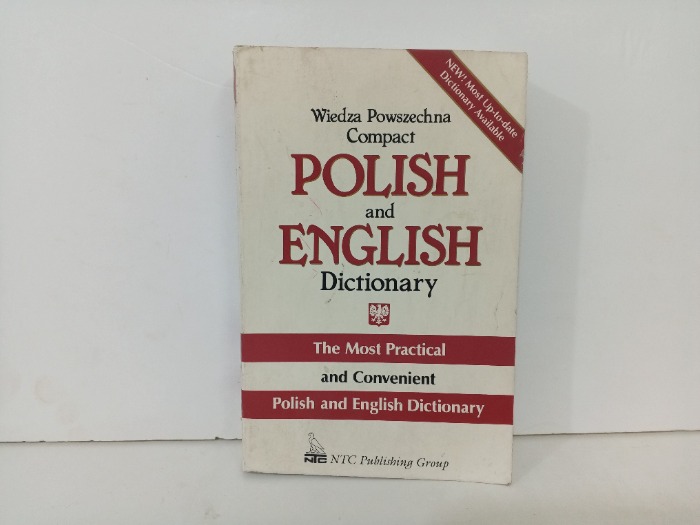 NEW! Most Up-to-date
Dictionary Available
Wiedza Powszechna
Compact
POLISH
and
ENGLISH
Dictionary
The Most Practical
and Convenient
Polish and English Dictionary
NTC NTC Publishing Group